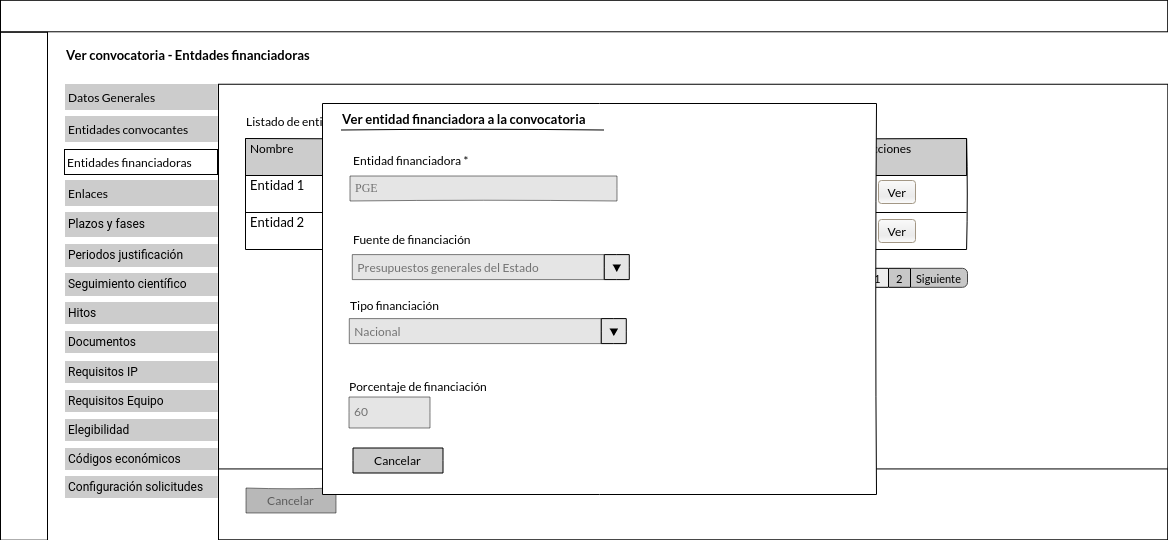 Ver convocatoria - Entdades financiadoras
Datos Generales
Entidades convocantes
Entidades financiadoras
Enlaces
Plazos y fases
Periodos justificación
Seguimiento científico
Hitos
Documentos
Requisitos IP
Requisitos Equipo
Elegibilidad
Códigos económicos
Configuración solicitudes
Listado de enti
Nombre
ciones
Entidad 1
Ver
Entidad 2
Ver
1 2 Siguiente
Ver entidad financiadora a la convocatoria
Entidad financiadora *
PGE
Fuente de financiación
Presupuestos generales del Estado
Tipo financiación
Nacional
Porcentaje de financiación
60
Cancelar
Cancelar